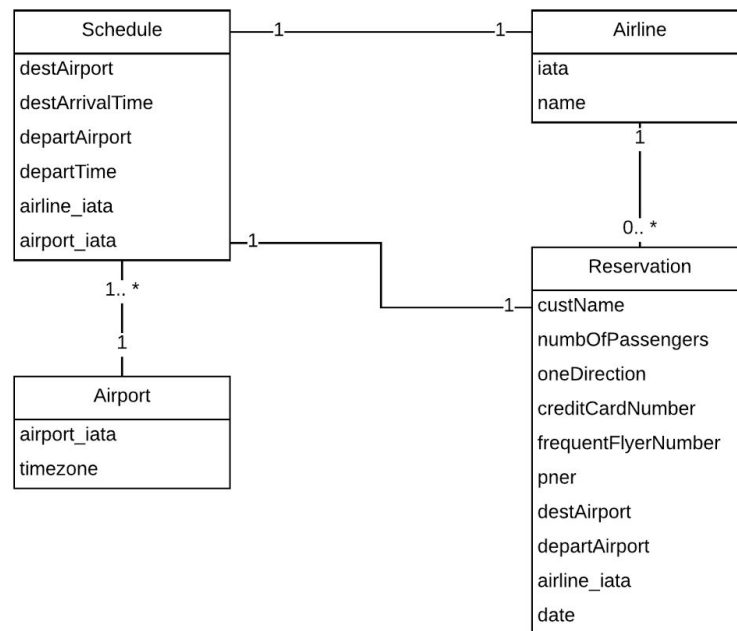 Schedule
destAirport
destArrivalTime
departAirport
departTime
airline_iata
airport_iata
1
1
Airline
iata
name
1
0.. *
1
1
1.. *
1
Airport
airport_iata
timezone
Reservation
custName
numbOfPassengers
oneDirection
creditCardNumber
frequentFlyerNumber
pner
destAirport
departAirport
airline_iata
date